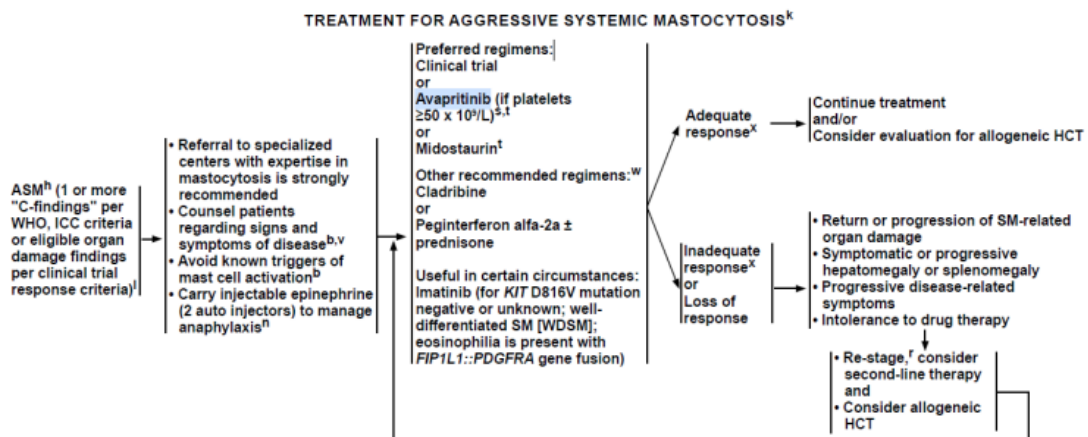 TREATMENT FOR AGGRESSIVE SYSTEMIC MASTOCYTOSISᵏ
ASMʰ (1 or more
"C-findings" per
WHO, ICC criteria
or eligible organ
damage findings
per clinical trial
response criteria)ˡ
• Referral to specialized
centers with expertise in
mastocytosis is strongly
recommended
• Counsel patients
regarding signs and
symptoms of diseaseᵇ,ᵛ
• Avoid known triggers of
mast cell activationᵇ
• Carry injectable epinephrine
(2 auto injectors) to manage
anaphylaxisⁿ
Preferred regimens:
Clinical trial
or
Avapritinib (if platelets
≥50 x 10⁹/L)ˢ,ᵗ
or
Midostaurinᵗ
Other recommended regimens:ʷ
Cladribine
or
Peginterferon alfa-2a ±
prednisone
Useful in certain circumstances:
Imatinib (for KIT D816V mutation
negative or unknown; well-
differentiated SM [WDSM];
eosinophilia is present with
FIP1L1::PDGFRA gene fusion)
Adequate
responseˣ
Continue treatment
and/or
Consider evaluation for allogeneic HCT
Inadequate
responseˣ
or
Loss of
response
• Return or progression of SM-related
organ damage
• Symptomatic or progressive
hepatomegaly or splenomegaly
• Progressive disease-related
symptoms
• Intolerance to drug therapy
• Re-stage,ʳ consider
second-line therapy
and
• Consider allogeneic
HCT